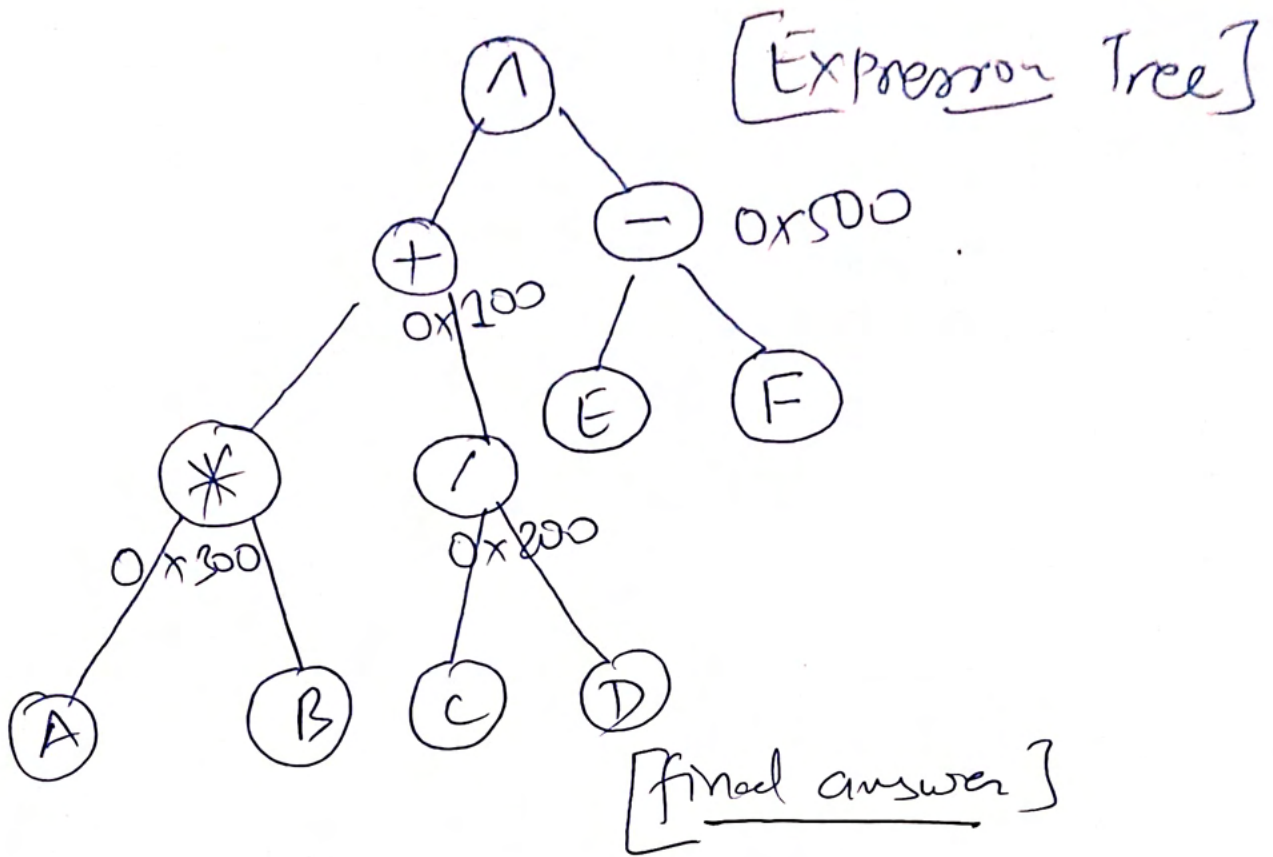 ^
[Expression Tree]
- 0x500
+
0x100
E F
* /
0x300 0x200
A B C D
[final answer]